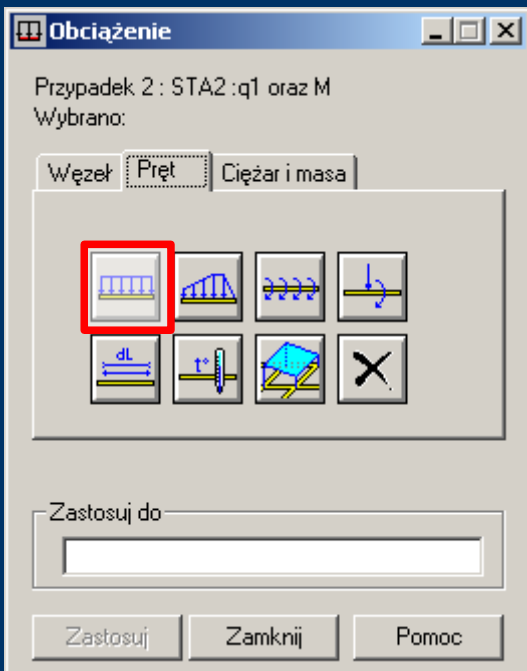 Obciążenie
Przypadek 2 : STA2 :q1 oraz M
Wybrano:
Węzeł Pręt Ciężar i masa
dL t°
Zastosuj do
Zastosuj Zamknij Pomoc